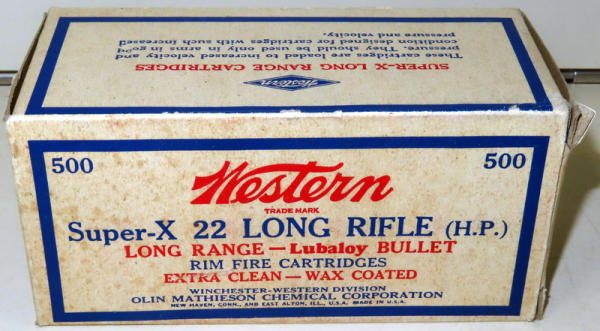 These cartridges are loaded to increased velocity and
pressure. They should be used only in arms in good
condition designed for cartridges with such increased
pressure and velocity.
SUPER-X LONG RANGE CARTRIDGES
Western
500 500
Western
TRADE MARK
Super-X 22 LONG RIFLE (H.P.)
LONG RANGE — Lubaloy BULLET
RIM FIRE CARTRIDGES
EXTRA CLEAN — WAX COATED
WINCHESTER-WESTERN DIVISION
OLIN MATHIESON CHEMICAL CORPORATION
NEW HAVEN, CONN., AND EAST ALTON, ILL., U.S.A. MADE IN U.S.A.